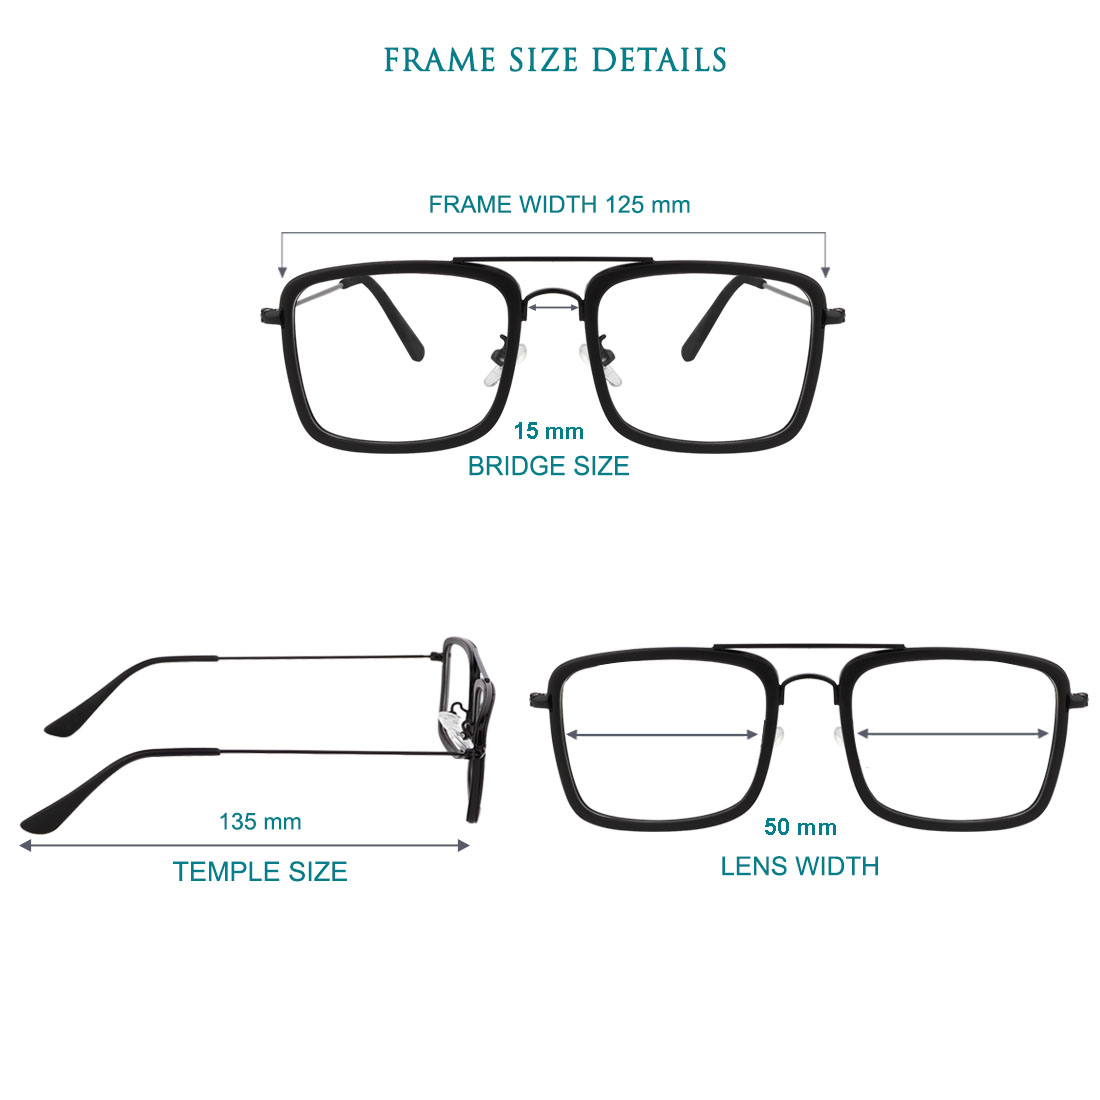 FRAME SIZE DETAILS
FRAME WIDTH 125 mm
15 mm
BRIDGE SIZE
135 mm
TEMPLE SIZE
50 mm
LENS WIDTH